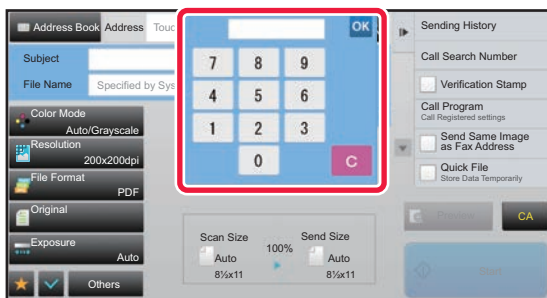 Address Book
Address
Touc
OK
Sending History
Subject
7 8 9
Call Search Number
File Name
Specified by Sys
4 5 6
Verification Stamp
Color Mode
Auto/Grayscale
1 2 3
Call Program
Call Registered settings
Resolution
200x200dpi
0
C
Send Same Image
as Fax Address
File Format
PDF
Quick File
Store Data Temporarily
Original
CA
Scan Size
100%
Send Size
Exposure
Auto
Auto
Auto
8½x11
8½x11
Start
Others